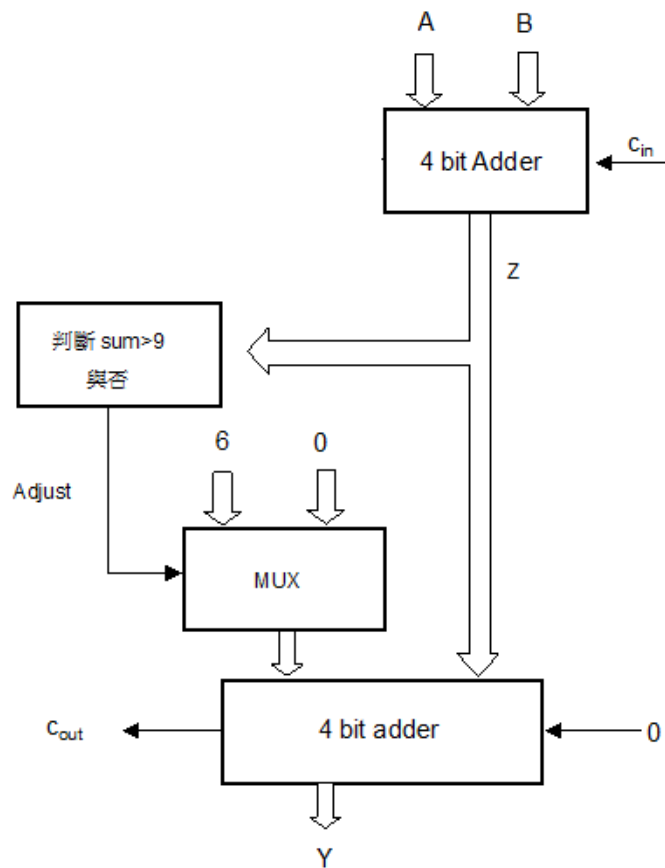 A
B
4 bit Adder
c_in
Z
判斷 sum>9
與否
6
0
Adjust
MUX
c_out
4 bit adder
0
Y